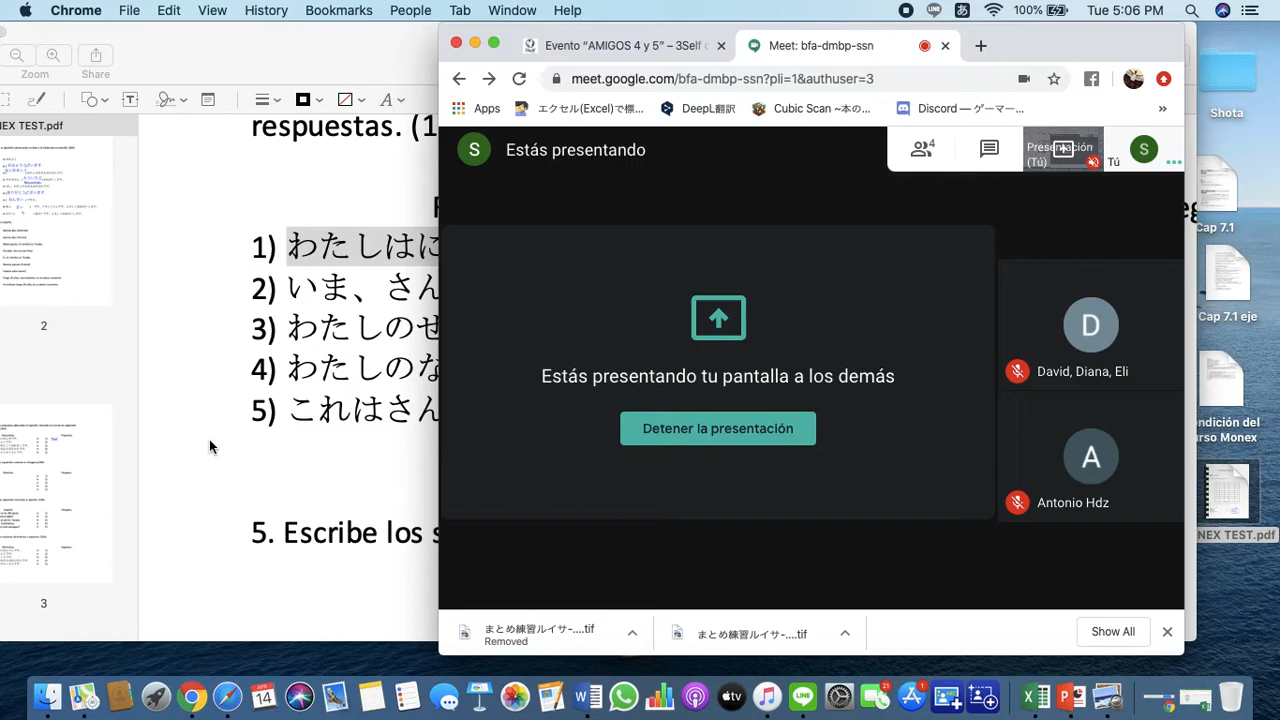 Chrome File Edit View History Bookmarks People Tab Window Help 100% Tue 5:06 PM
Zoom Share
Evento “AMIGOS 4 y 5” – 3Self
Meet: bfa-dmbp-ssn
meet.google.com/bfa-dmbp-ssn?pli=1&authuser=3
Apps エクセル(Excel)で棚... DeepL翻訳 Cubic Scan ~本の... Discord — ゲーマー... »
NEX TEST.pdf
respuestas. (1
S Estás presentando
4
Presentación
(Tú)
Tú S
Shota
Cap 7.1
1) わたしはに
2) いま、さん
3) わたしのせ
4) わたしのな
5) これはさん
2
Estás presentando tu pantalla a los demás
Detener la presentación
D
David, Diana, Eli
A
Antonio Hdz
Cap 7.1 eje
ndición del
rso Monex
NEX TEST.pdf
5. Escribe los s
3
まとめ練習ルイサ-....tif
Removed
まとめ練習ルイサ-....tif
Show All
APR
14
21